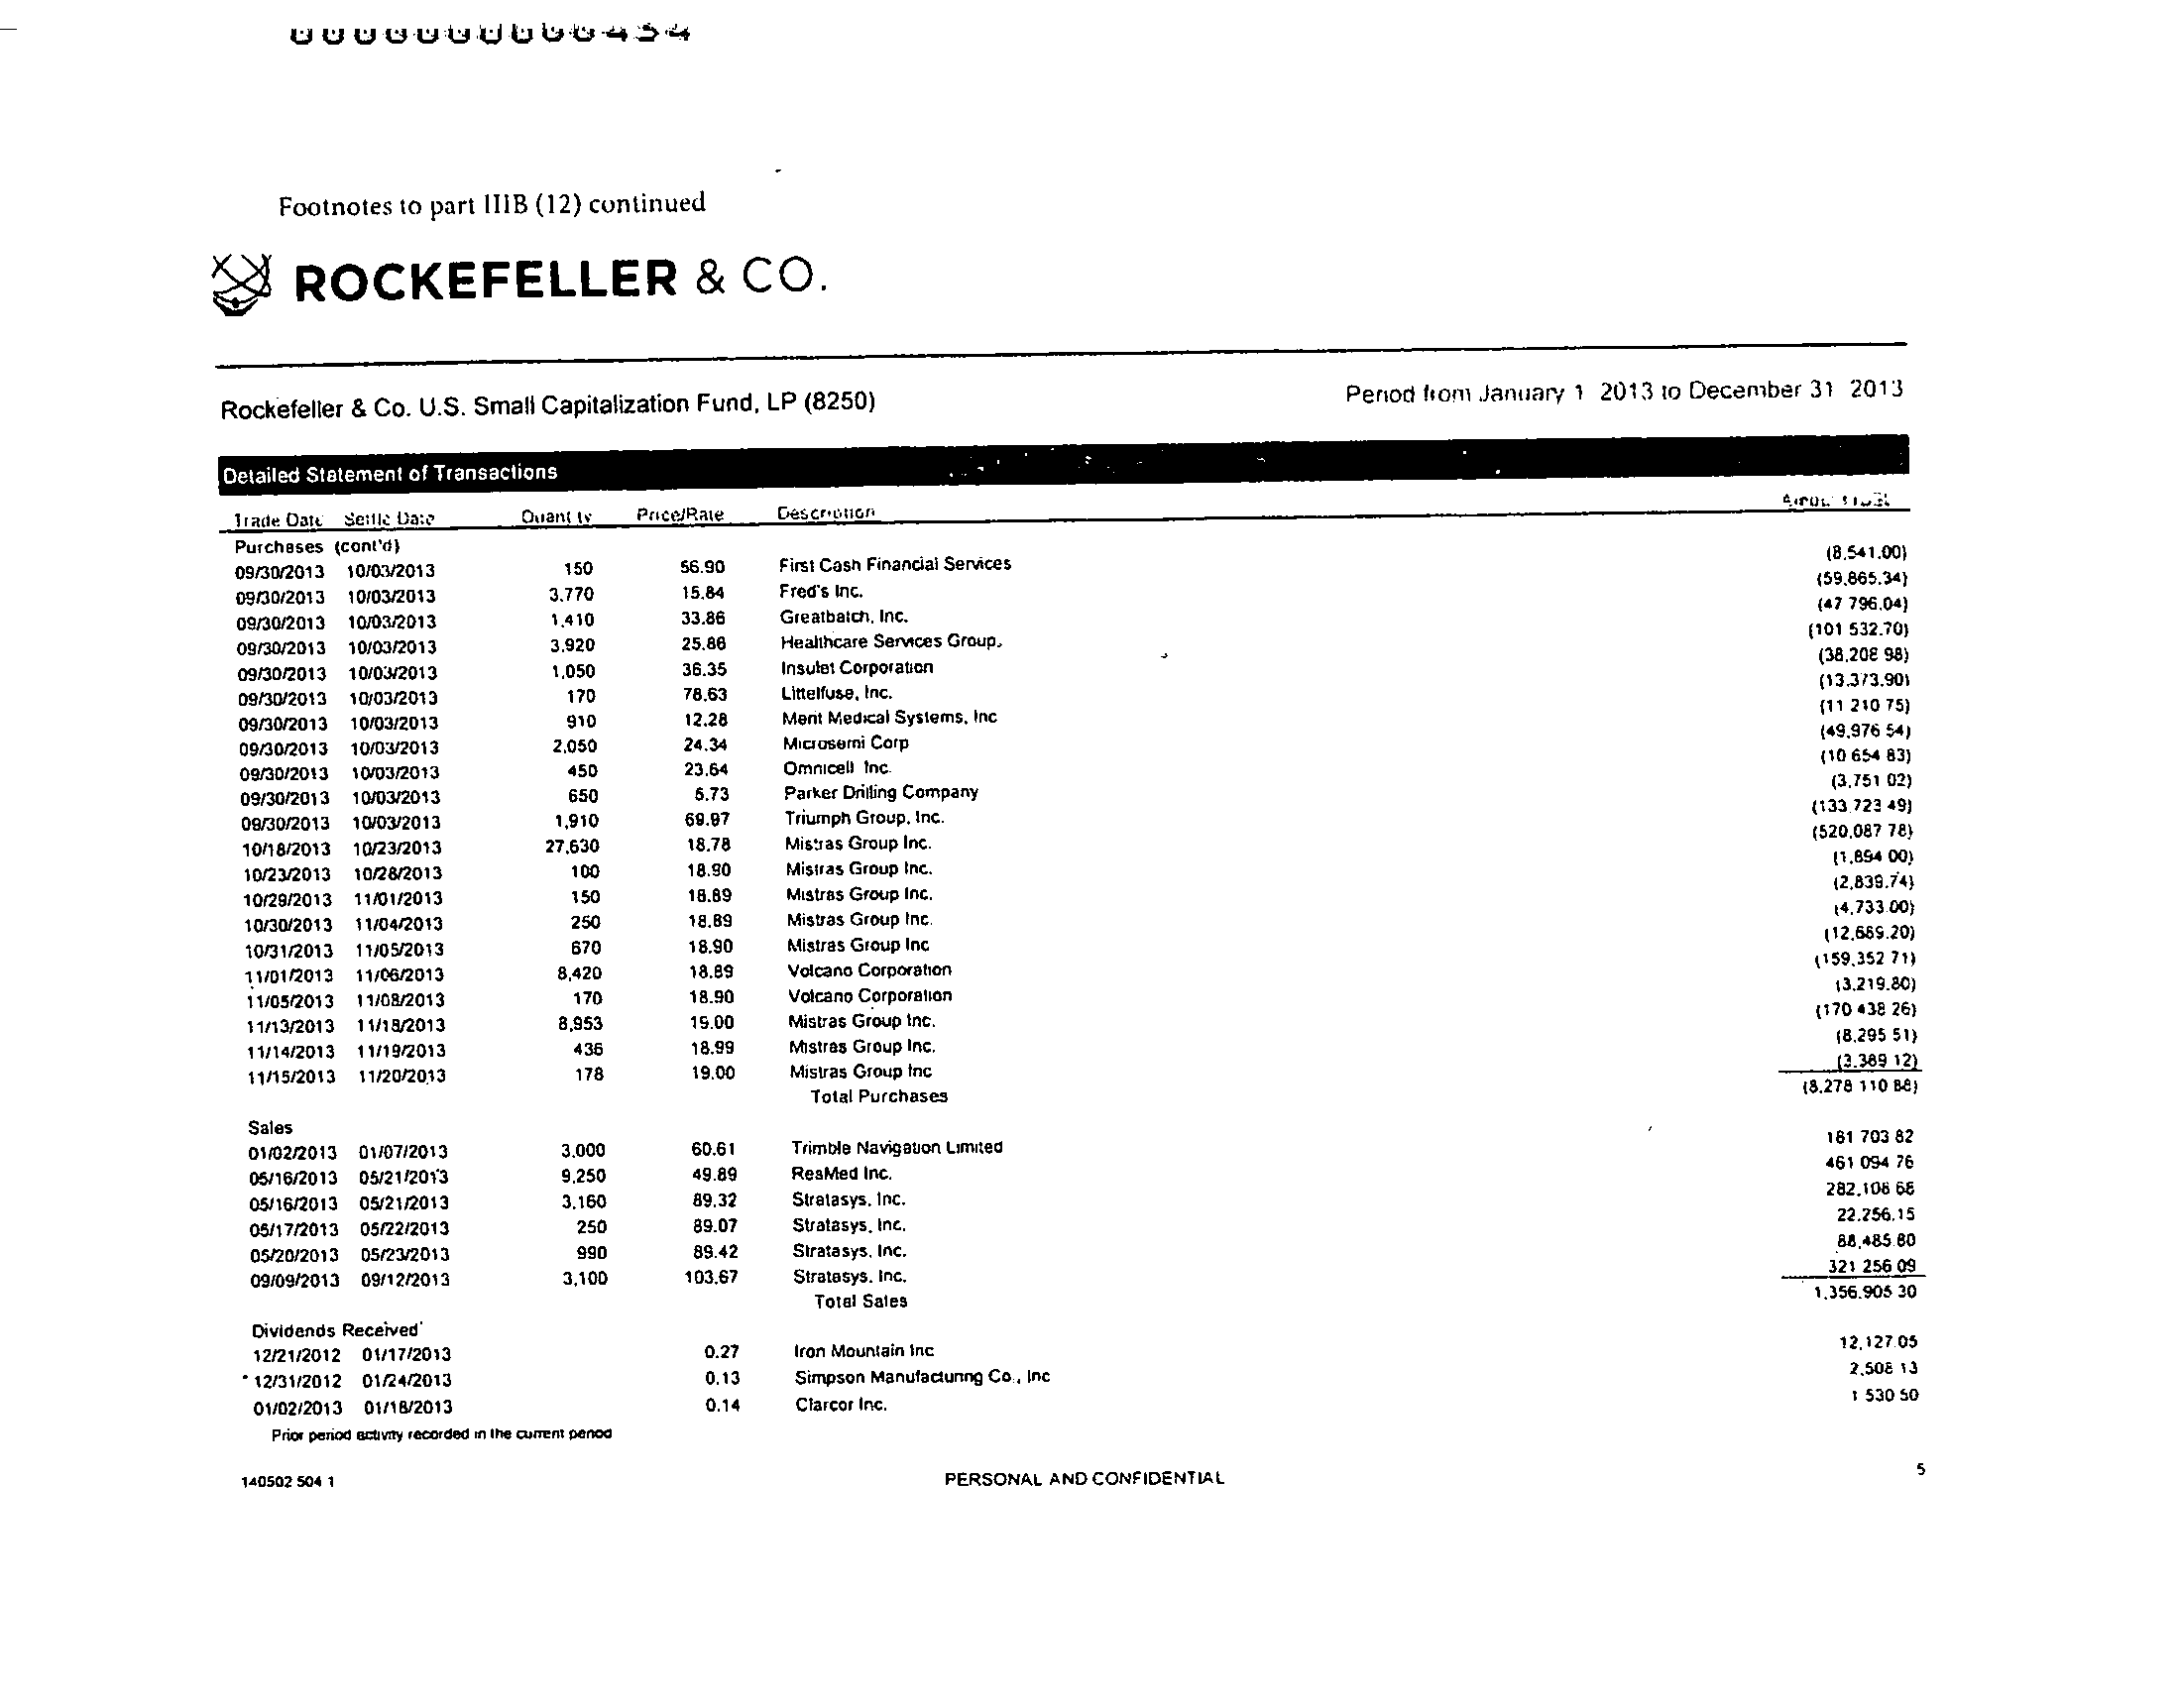 Footnotes to part IIIB (12) continued
ROCKEFELLER & CO.
Rockefeller & Co. U.S. Small Capitalization Fund, LP (8250)
Period from January 1 2013 to December 31 2013
Detailed Statement of Transactions
Trade Date Settle Date Quantity Price/Rate Description
Purchases (cont'd)
09/30/2013 10/03/2013 150 56.90 First Cash Financial Services (8,541.00)
09/30/2013 10/03/2013 3,770 15.84 Fred's Inc. (59,865.34)
09/30/2013 10/03/2013 1,410 33.86 Greatbatch, Inc. (47 796.04)
09/30/2013 10/03/2013 3,920 25.86 Healthcare Services Group, (101 532.70)
09/30/2013 10/03/2013 1,050 36.35 Insulet Corporation (38,208 98)
09/30/2013 10/03/2013 170 78.63 Littelfuse, Inc. (13,373.90)
09/30/2013 10/03/2013 910 12.28 Merit Medical Systems, Inc (11 210 75)
09/30/2013 10/03/2013 2,050 24.34 Microsemi Corp (49,976 54)
09/30/2013 10/03/2013 450 23.64 Omnicell Inc. (10 654 83)
09/30/2013 10/03/2013 650 5.73 Parker Drilling Company (3,751 02)
09/30/2013 10/03/2013 1,910 69.97 Triumph Group, Inc. (133 723 49)
10/18/2013 10/23/2013 27,630 18.78 Mistras Group Inc. (520,087 78)
10/23/2013 10/28/2013 100 18.90 Mistras Group Inc. (1,894 00)
10/29/2013 11/01/2013 150 18.89 Mistras Group Inc. (2,839.74)
10/30/2013 11/04/2013 250 18.89 Mistras Group Inc. (4,733.00)
10/31/2013 11/05/2013 670 18.90 Mistras Group Inc (12,689.20)
11/01/2013 11/06/2013 8,420 18.89 Volcano Corporation (159,352 71)
11/05/2013 11/08/2013 170 18.90 Volcano Corporation (3,219.80)
11/13/2013 11/18/2013 8,953 19.00 Mistras Group Inc. (170 438 26)
11/14/2013 11/19/2013 436 18.99 Mistras Group Inc. (8,295 51)
11/15/2013 11/20/2013 178 19.00 Mistras Group Inc (3,389 12)
Total Purchases (8,278 110 88)
Sales
01/02/2013 01/07/2013 3,000 60.61 Trimble Navigation Limited 181 703 82
05/16/2013 05/21/2013 9,250 49.89 ResMed Inc. 461 094 76
05/16/2013 05/21/2013 3,160 89.32 Stratasys, Inc. 282,108 68
05/17/2013 05/22/2013 250 89.07 Stratasys, Inc. 22,256.15
05/20/2013 05/23/2013 990 89.42 Stratasys, Inc. 88,485.80
09/09/2013 09/12/2013 3,100 103.67 Stratasys, Inc. 321 256 09
Total Sales 1,356,905 30
Dividends Received
12/21/2012 01/17/2013 0.27 Iron Mountain Inc 12,127.05
* 12/31/2012 01/24/2013 0.13 Simpson Manufacturing Co., Inc 2,508 13
01/02/2013 01/18/2013 0.14 Clarcor Inc. 1 530 50
Prior period activity recorded in the current period
140502 504 1
PERSONAL AND CONFIDENTIAL
5